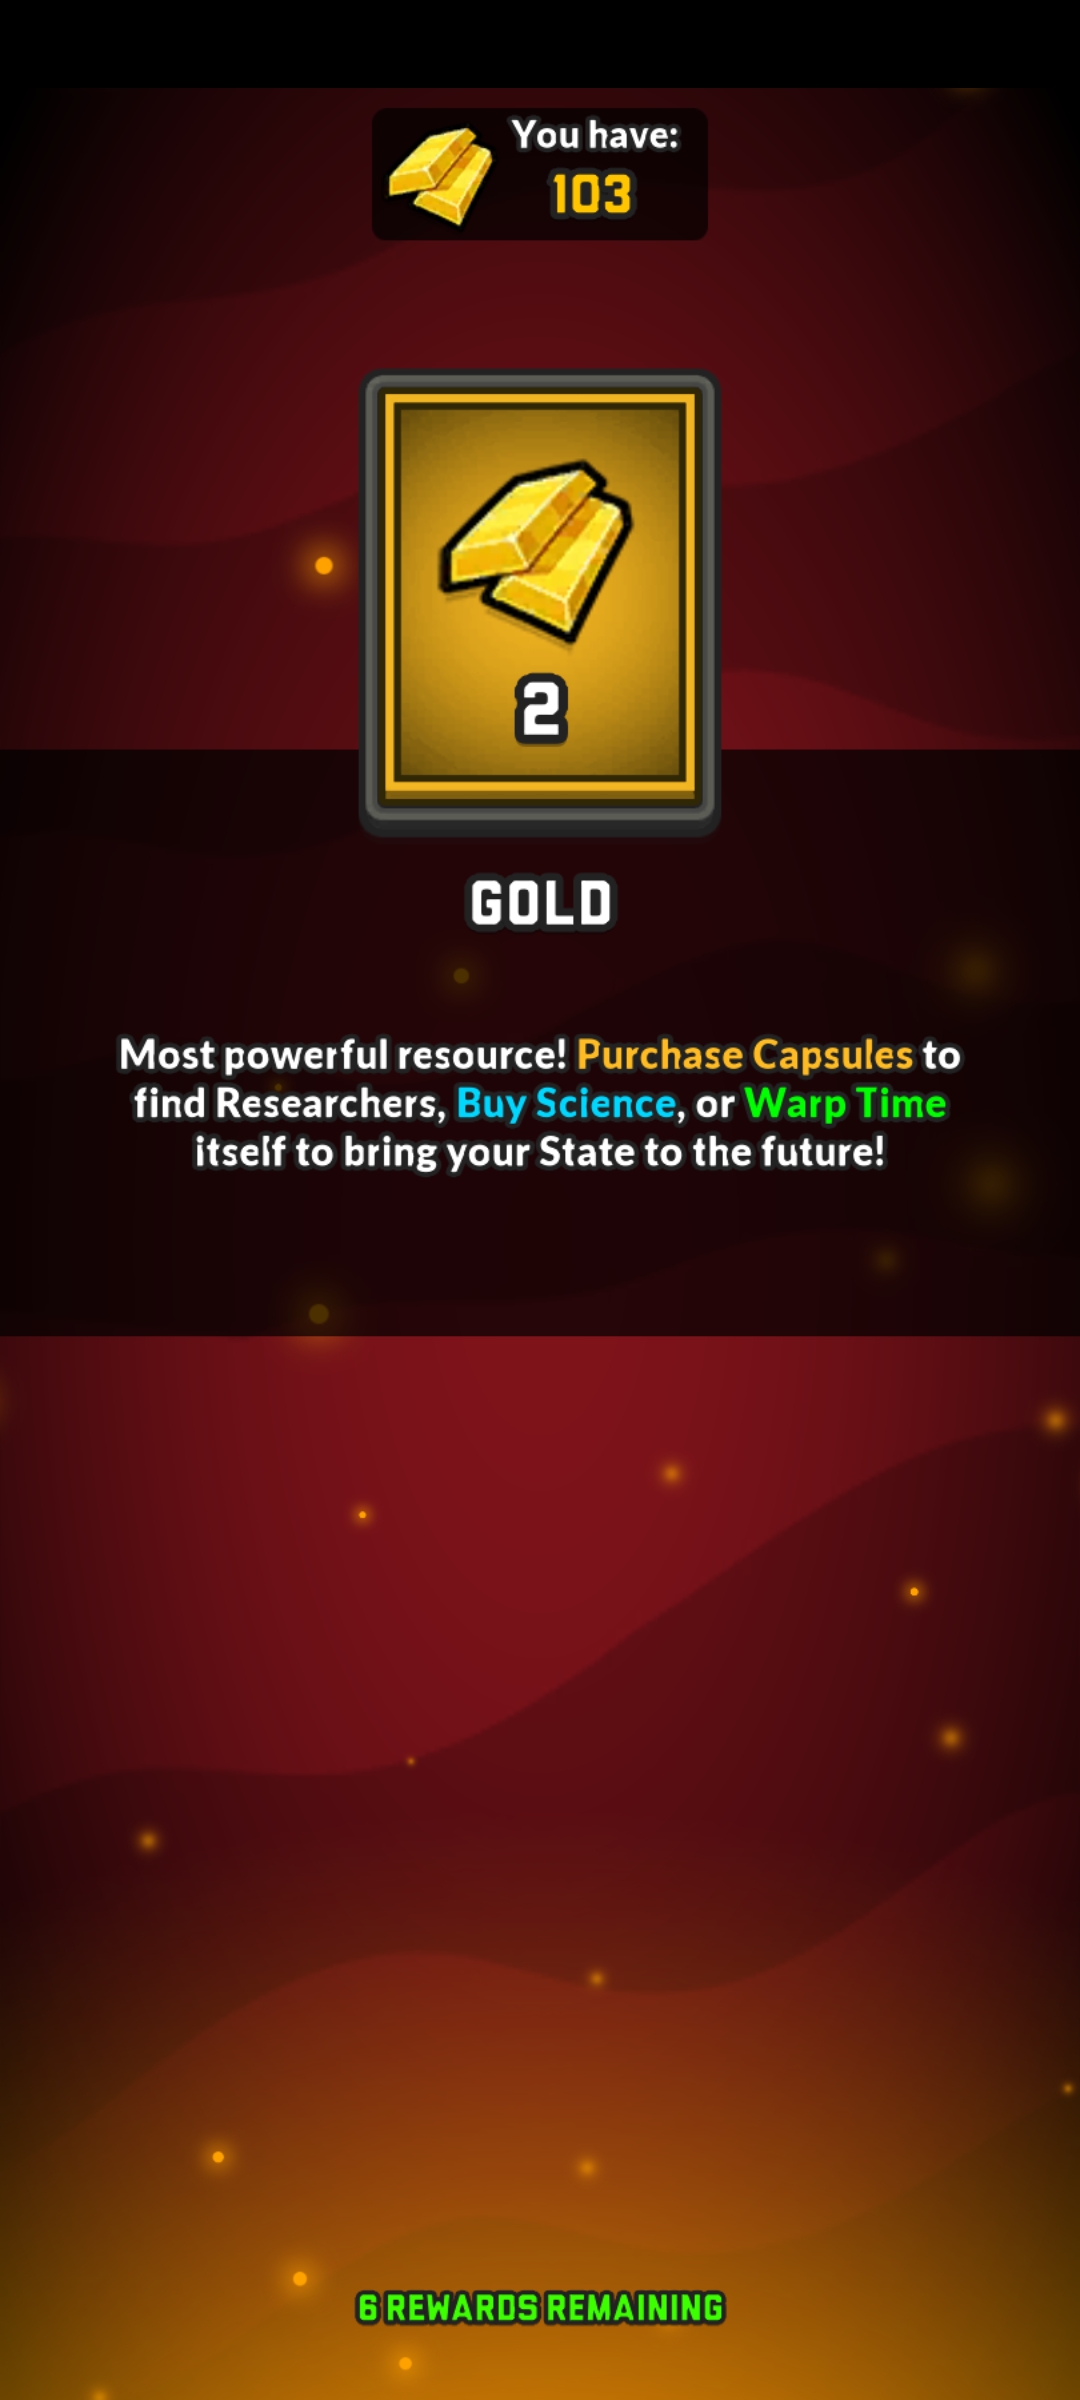 You have:
103
2
GOLD
Most powerful resource! Purchase Capsules to
find Researchers, Buy Science, or Warp Time
itself to bring your State to the future!
6 REWARDS REMAINING